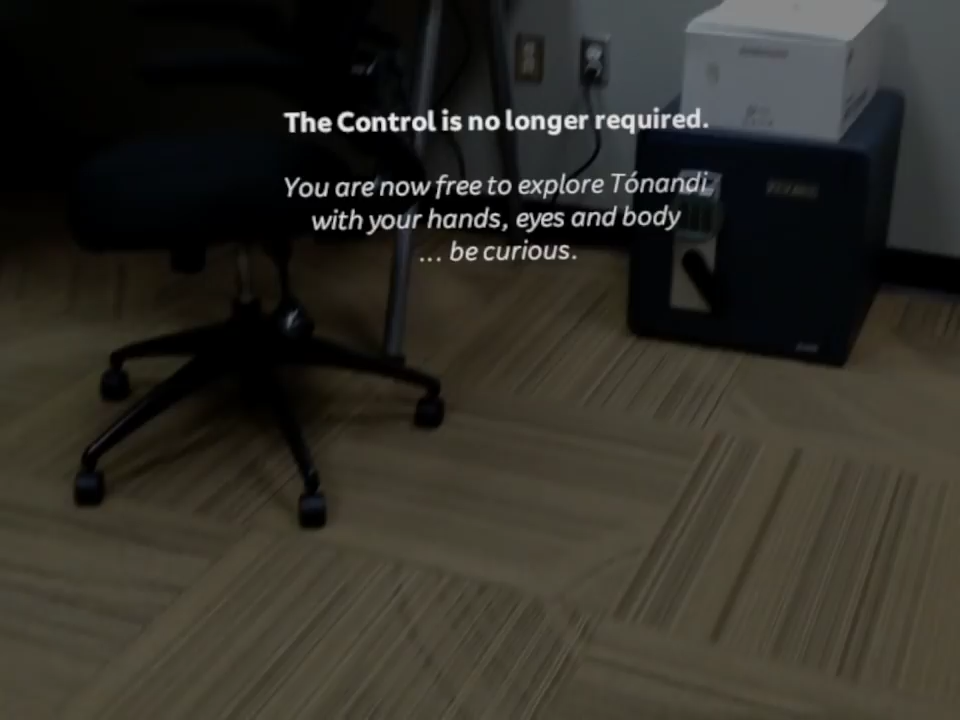 The Control is no longer required.
You are now free to explore Tónandi
with your hands, eyes and body
... be curious.